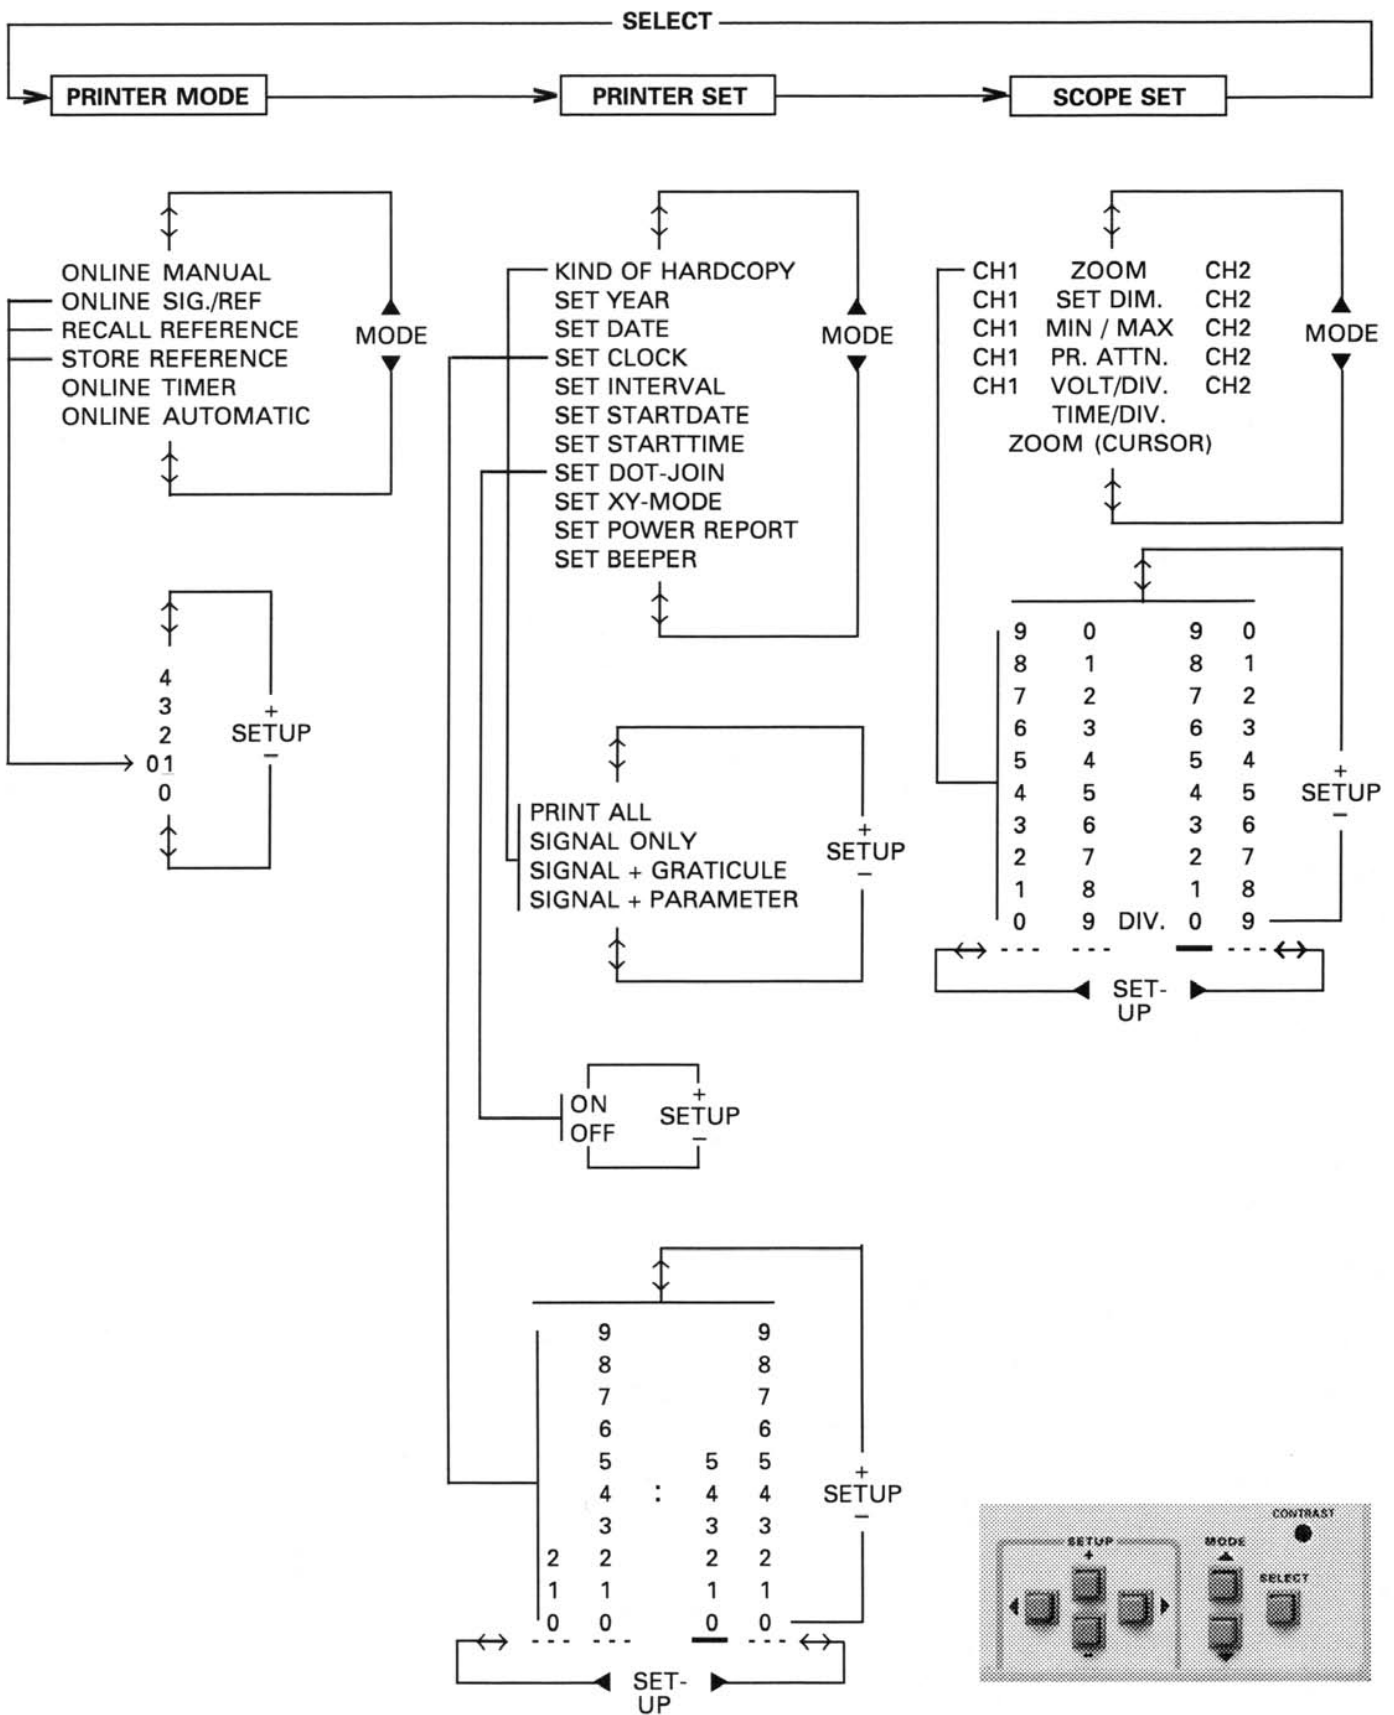 SELECT
PRINTER MODE
PRINTER SET
SCOPE SET
ONLINE MANUAL
ONLINE SIG./REF
RECALL REFERENCE
STORE REFERENCE
ONLINE TIMER
ONLINE AUTOMATIC
MODE
4
3
2
01
0
+
SETUP
−
KIND OF HARDCOPY
SET YEAR
SET DATE
SET CLOCK
SET INTERVAL
SET STARTDATE
SET STARTTIME
SET DOT-JOIN
SET XY-MODE
SET POWER REPORT
SET BEEPER
MODE
PRINT ALL
SIGNAL ONLY
SIGNAL + GRATICULE
SIGNAL + PARAMETER
+
SETUP
−
ON
OFF
+
SETUP
−
9 9
8 8
7 7
6 6
5 5 5
4 : 4 4
3 3 3
2 2 2 2
1 1 1 1
0 0 0 0
+
SETUP
−
SET-
UP
CH1 ZOOM CH2
CH1 SET DIM. CH2
CH1 MIN / MAX CH2
CH1 PR. ATTN. CH2
CH1 VOLT/DIV. CH2
TIME/DIV.
ZOOM (CURSOR)
MODE
9 0 9 0
8 1 8 1
7 2 7 2
6 3 6 3
5 4 5 4
4 5 4 5
3 6 3 6
2 7 2 7
1 8 1 8
0 9 DIV. 0 9
+
SETUP
−
SET-
UP
CONTRAST
SETUP
+
−
MODE
SELECT